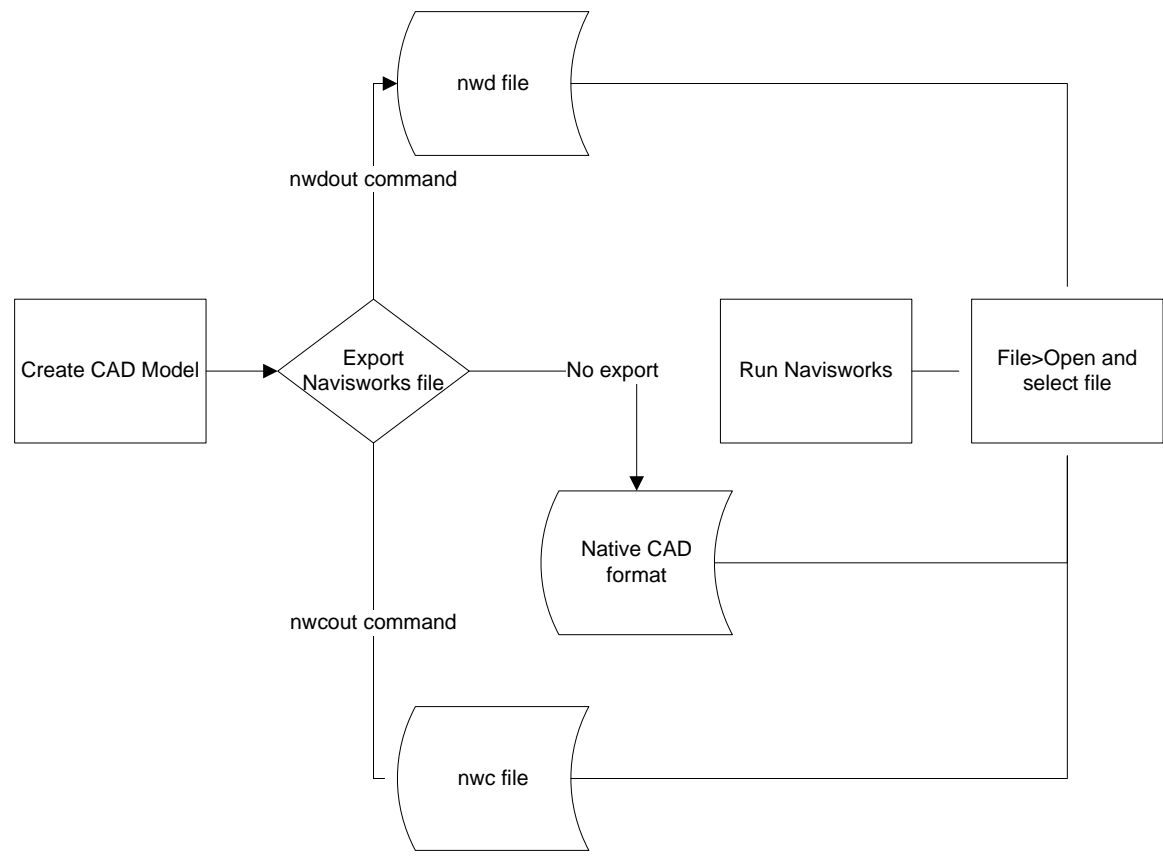 nwd file
nwdout command
Create CAD Model
Export
Navisworks file
No export
Run Navisworks
File>Open and
select file
Native CAD
format
nwcout command
nwc file